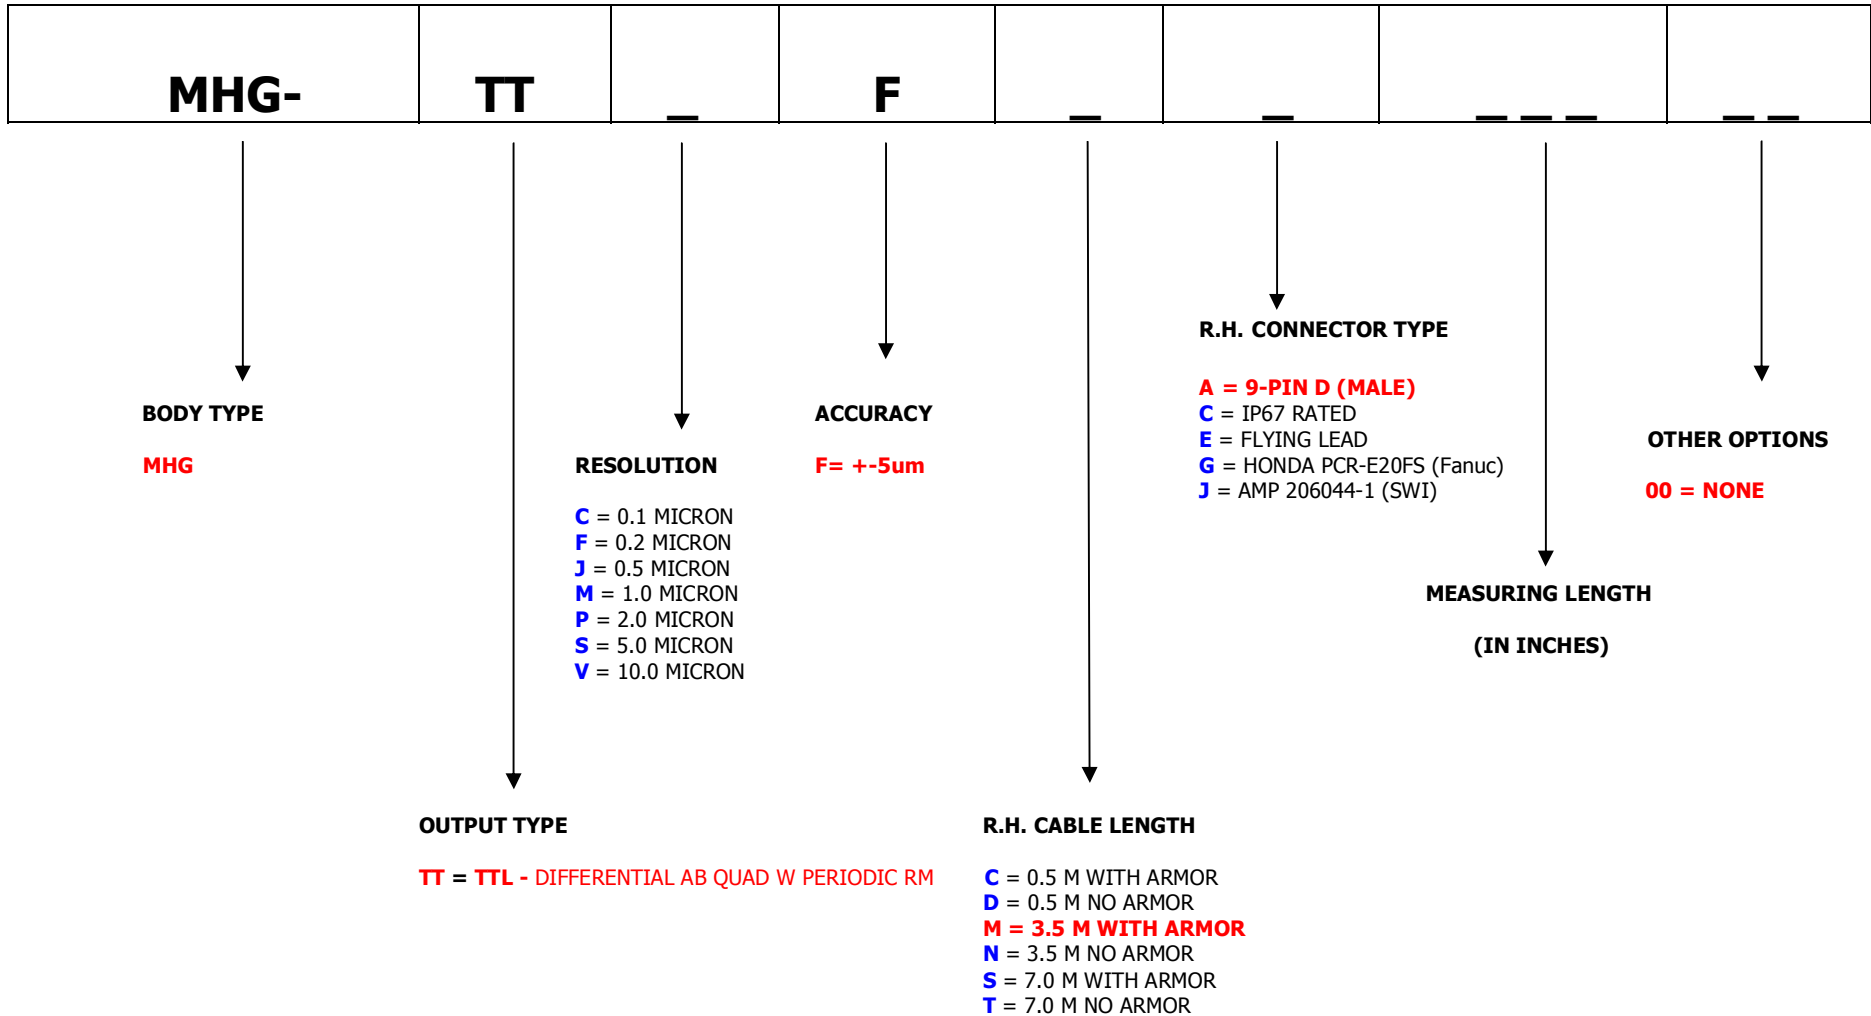 MHG- TT _ F _ _ _ _ _ _ _
BODY TYPE
MHG
OUTPUT TYPE
TT = TTL - DIFFERENTIAL AB QUAD W PERIODIC RM
RESOLUTION
C = 0.1 MICRON
F = 0.2 MICRON
J = 0.5 MICRON
M = 1.0 MICRON
P = 2.0 MICRON
S = 5.0 MICRON
V = 10.0 MICRON
ACCURACY
F= +-5um
R.H. CABLE LENGTH
C = 0.5 M WITH ARMOR
D = 0.5 M NO ARMOR
M = 3.5 M WITH ARMOR
N = 3.5 M NO ARMOR
S = 7.0 M WITH ARMOR
T = 7.0 M NO ARMOR
R.H. CONNECTOR TYPE
A = 9-PIN D (MALE)
C = IP67 RATED
E = FLYING LEAD
G = HONDA PCR-E20FS (Fanuc)
J = AMP 206044-1 (SWI)
MEASURING LENGTH
(IN INCHES)
OTHER OPTIONS
00 = NONE